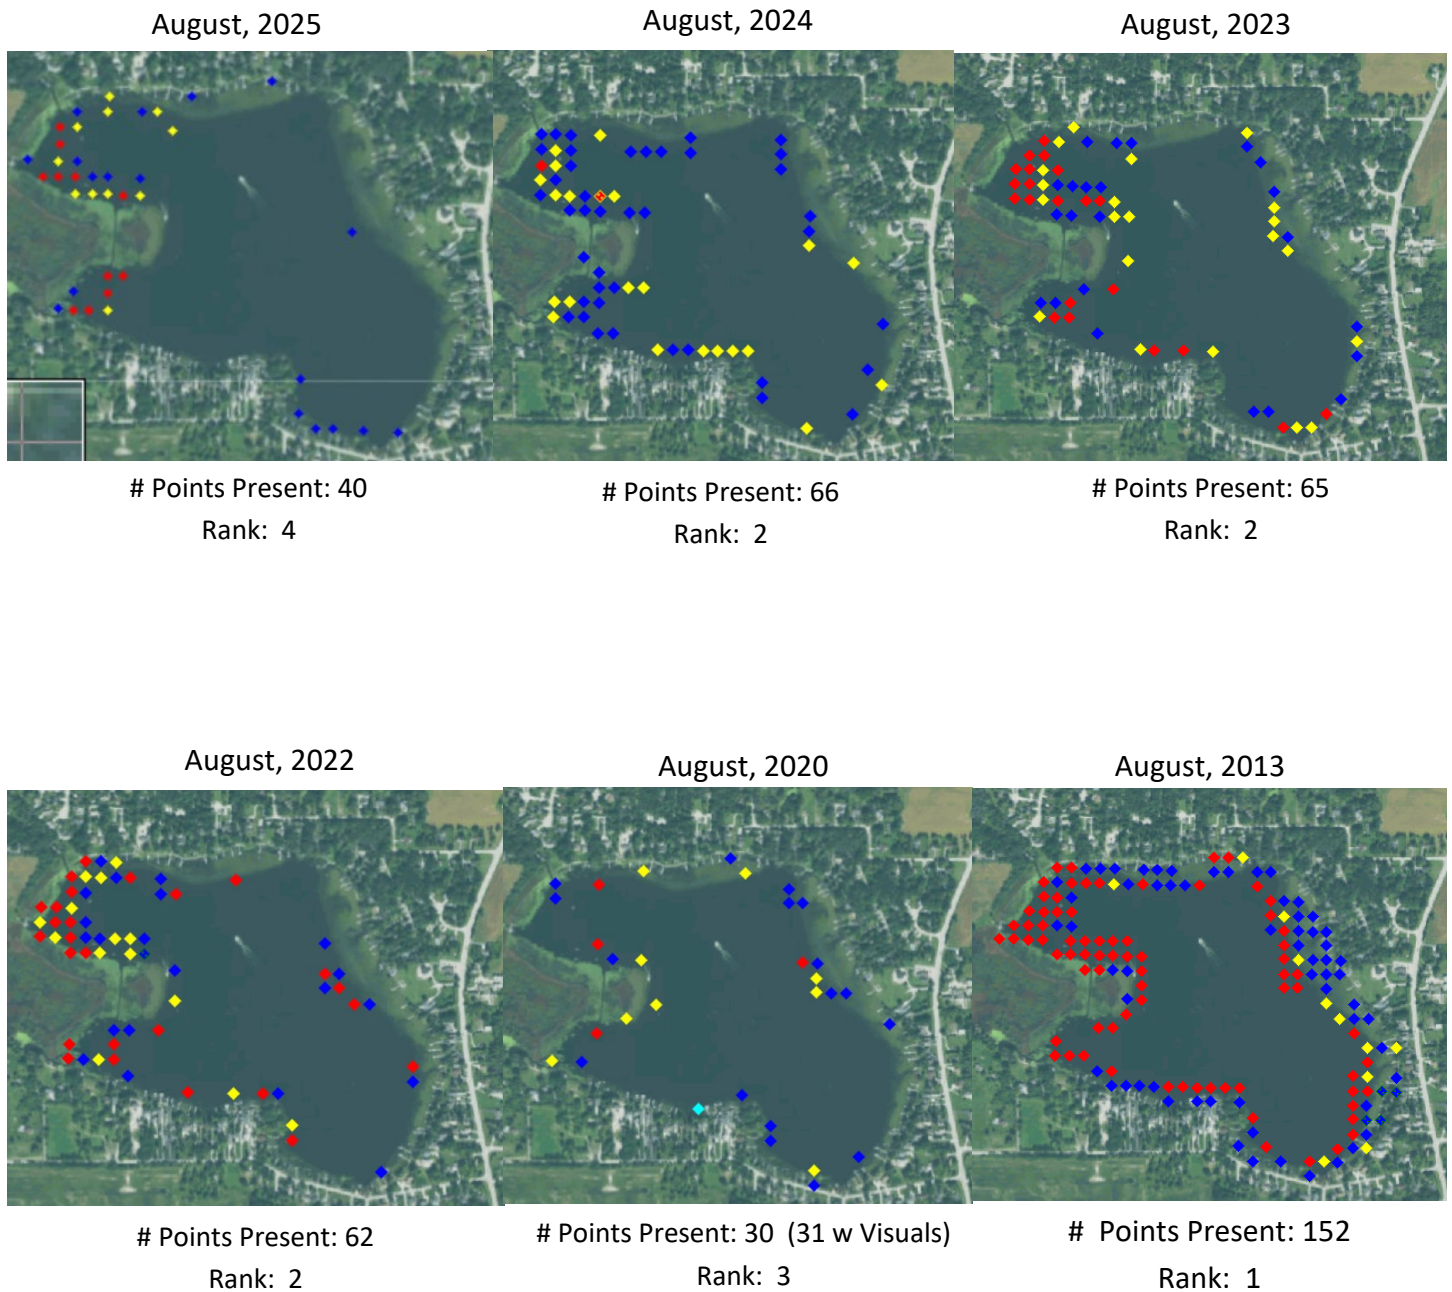 August, 2025
August, 2024
August, 2023
# Points Present: 40
Rank:  4
# Points Present: 66
Rank:  2
# Points Present: 65
Rank:  2
August, 2022
August, 2020
August, 2013
# Points Present: 62
Rank:  2
# Points Present: 30  (31 w Visuals)
Rank:  3
#  Points Present: 152
Rank:  1